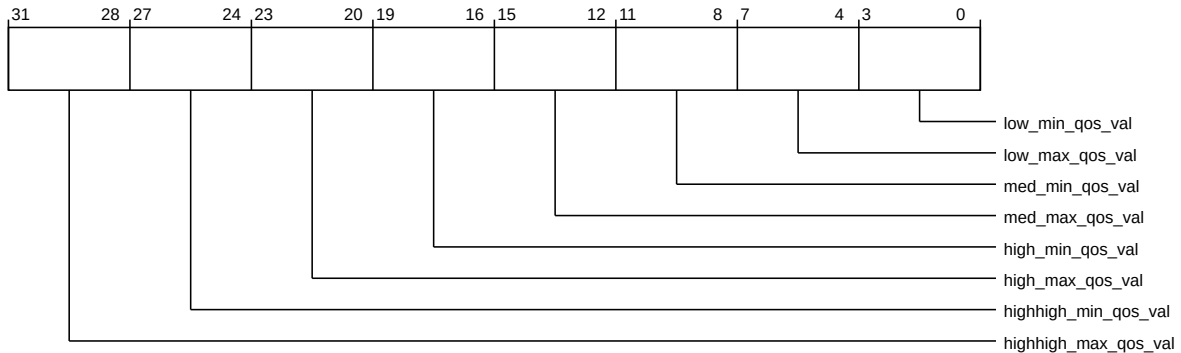 31 28 27 24 23 20 19 16 15 12 11 8 7 4 3 0
low_min_qos_val
low_max_qos_val
med_min_qos_val
med_max_qos_val
high_min_qos_val
high_max_qos_val
highhigh_min_qos_val
highhigh_max_qos_val